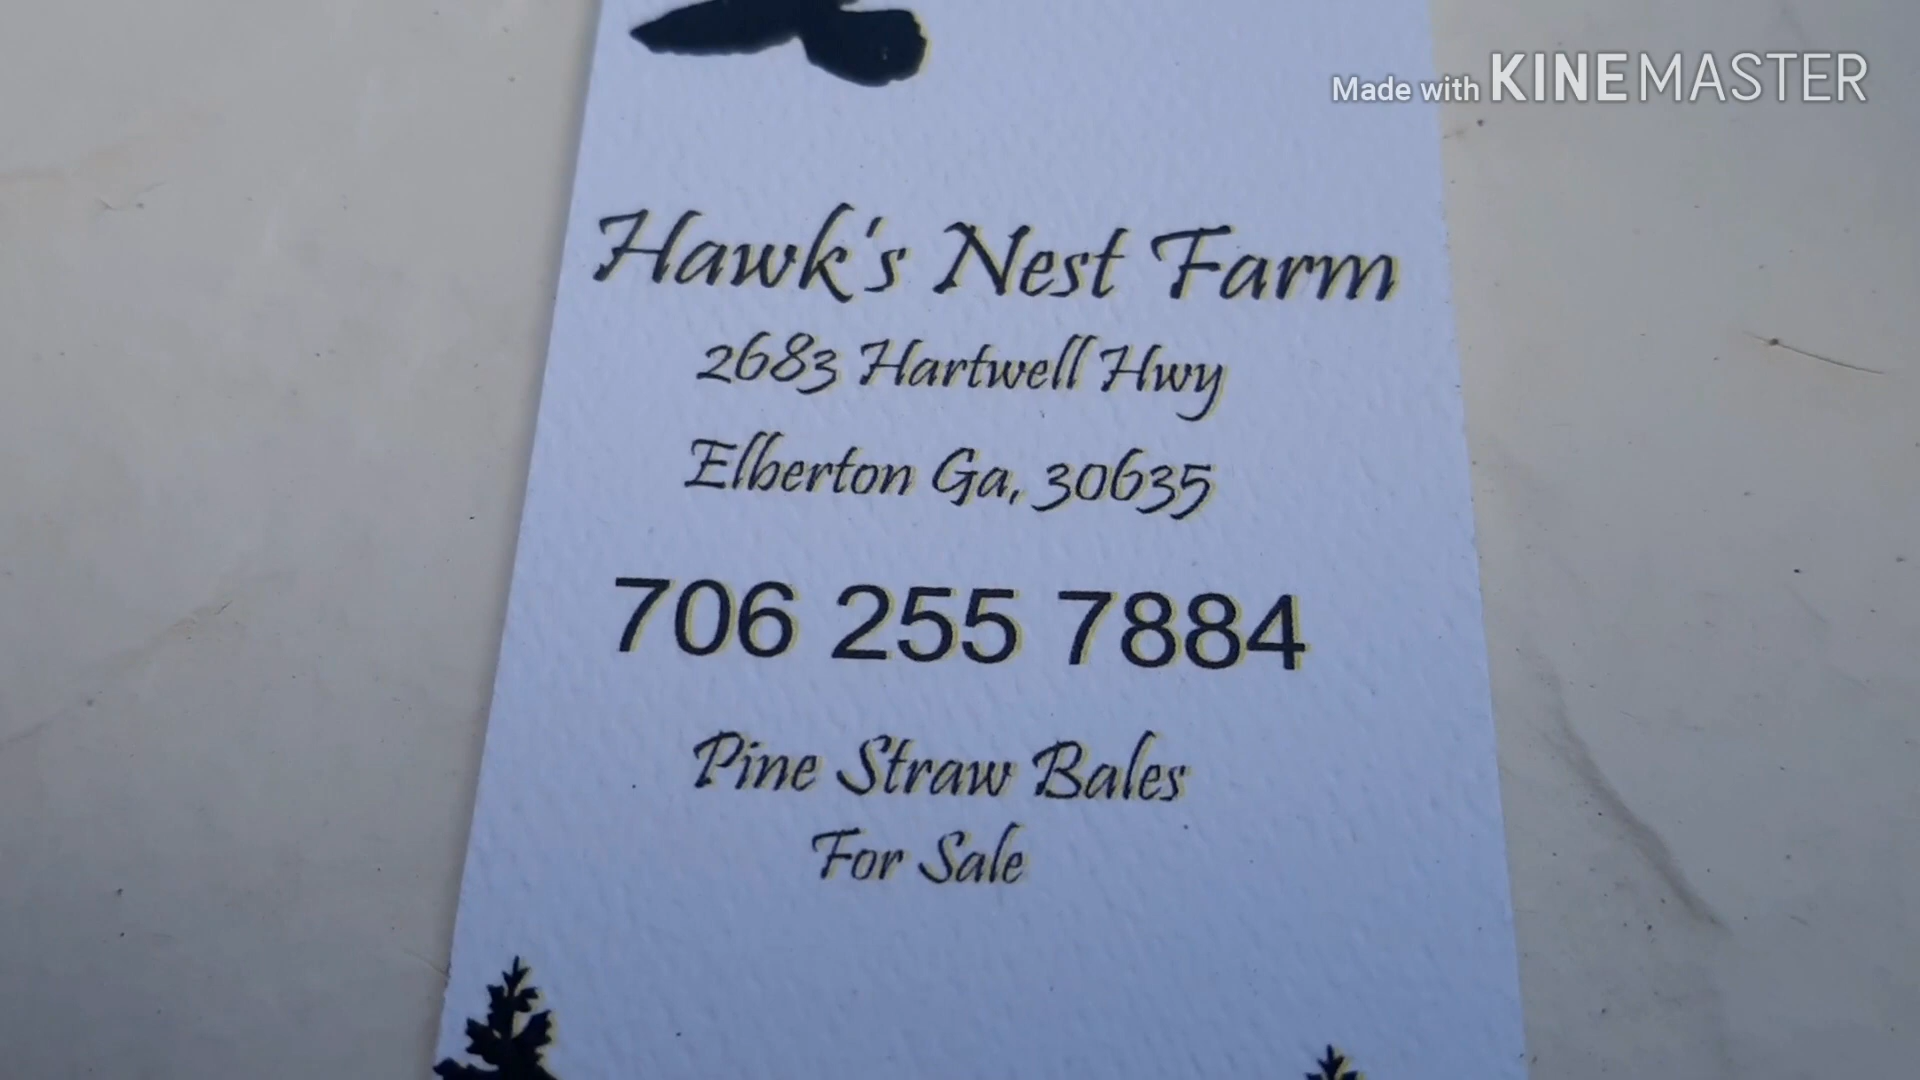 Made with KINEMASTER
Hawk's Nest Farm
2683 Hartwell Hwy
Elberton Ga, 30635
706 255 7884
Pine Straw Bales
For Sale